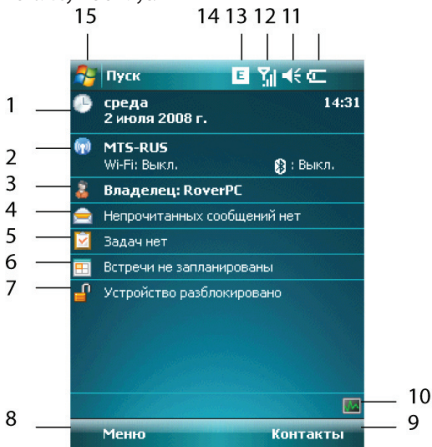 15 14 13 12 11
Пуск E
1 среда 14:31
2 июля 2008 г.
2 MTS-RUS
Wi-Fi: Выкл. : Выкл.
3 Владелец: RoverPC
4 Непрочитанных сообщений нет
5 Задач нет
6 Встречи не запланированы
7 Устройство разблокировано
10
8 Меню Контакты 9